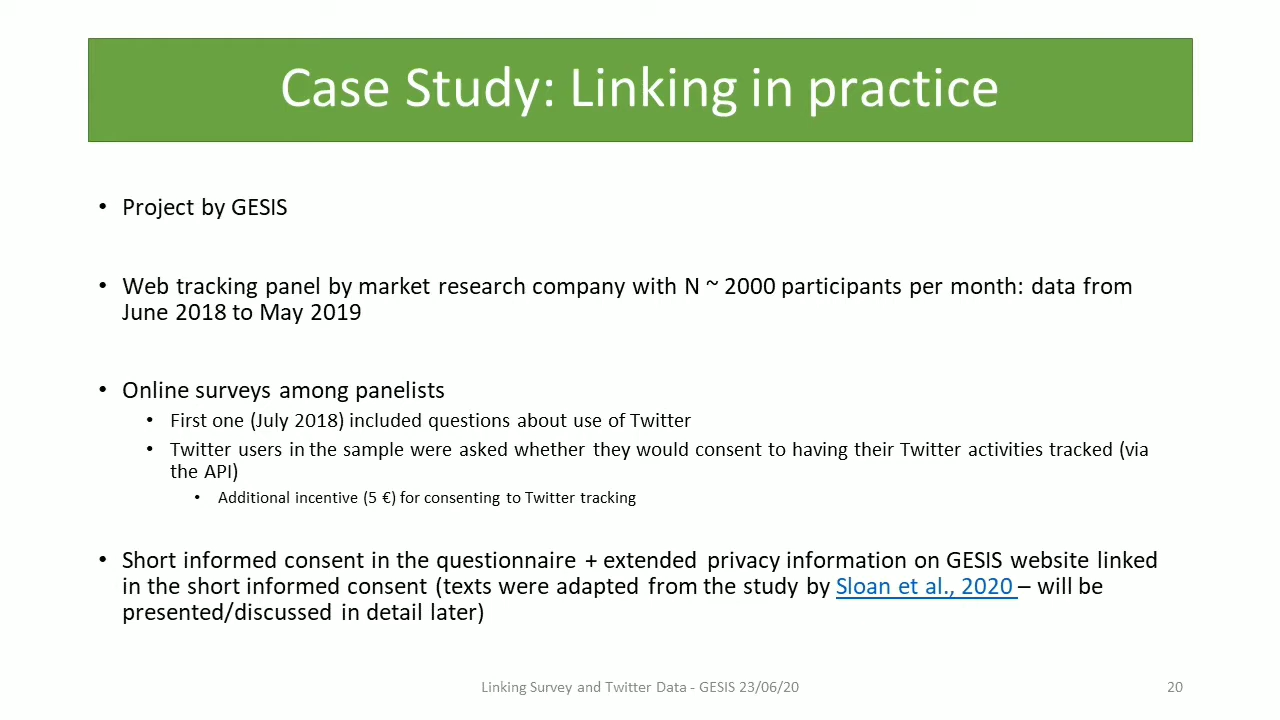 Case Study: Linking in practice
• Project by GESIS
• Web tracking panel by market research company with N ~ 2000 participants per month: data from
June 2018 to May 2019
• Online surveys among panelists
• First one (July 2018) included questions about use of Twitter
• Twitter users in the sample were asked whether they would consent to having their Twitter activities tracked (via
the API)
• Additional incentive (5 €) for consenting to Twitter tracking
• Short informed consent in the questionnaire + extended privacy information on GESIS website linked
in the short informed consent (texts were adapted from the study by Sloan et al., 2020 – will be
presented/discussed in detail later)
Linking Survey and Twitter Data - GESIS 23/06/20
20